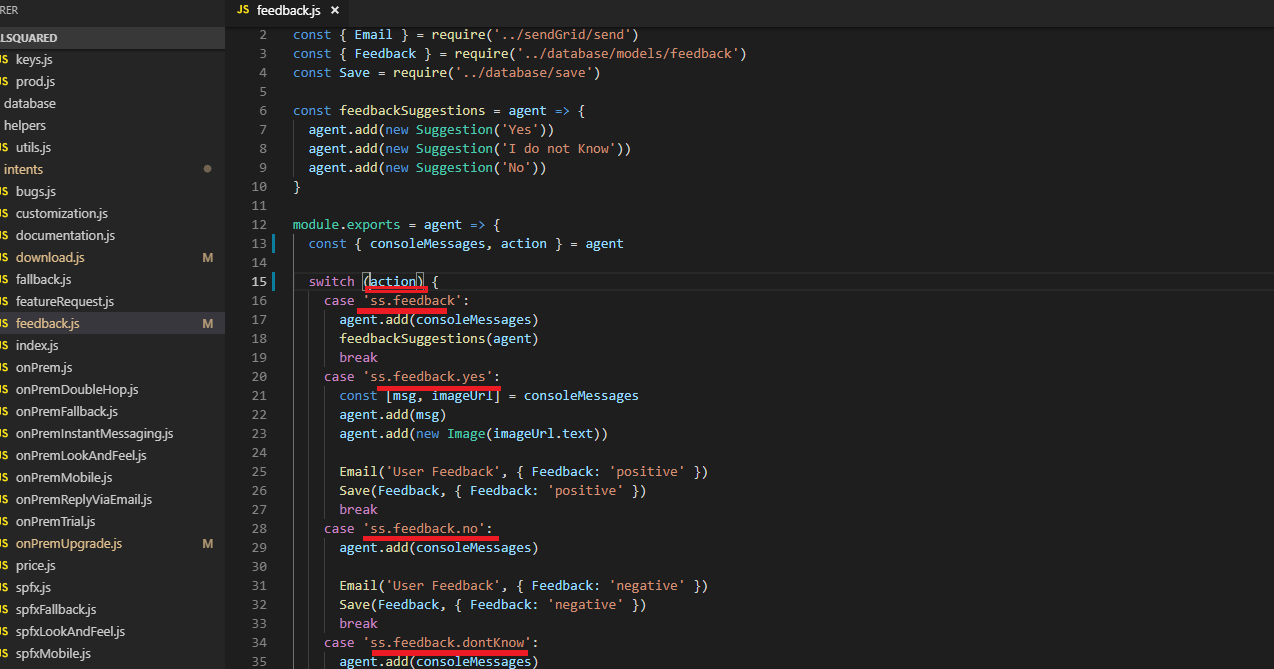 RER
LSQUARED
JS keys.js
JS prod.js
database
helpers
JS utils.js
intents
JS bugs.js
JS customization.js
JS documentation.js
JS download.js M
JS fallback.js
JS featureRequest.js
JS feedback.js M
JS index.js
JS onPrem.js
JS onPremDoubleHop.js
JS onPremFallback.js
JS onPremInstantMessaging.js
JS onPremLookAndFeel.js
JS onPremMobile.js
JS onPremReplyViaEmail.js
JS onPremTrial.js
JS onPremUpgrade.js M
JS price.js
JS spfx.js
JS spfxFallback.js
JS spfxLookAndFeel.js
JS spfxMobile.js
JS feedback.js ×
2 const { Email } = require('../sendGrid/send')
3 const { Feedback } = require('../database/models/feedback')
4 const Save = require('../database/save')
5
6 const feedbackSuggestions = agent => {
7 agent.add(new Suggestion('Yes'))
8 agent.add(new Suggestion('I do not Know'))
9 agent.add(new Suggestion('No'))
10 }
11
12 module.exports = agent => {
13 const { consoleMessages, action } = agent
14
15 switch (action) {
16 case 'ss.feedback':
17 agent.add(consoleMessages)
18 feedbackSuggestions(agent)
19 break
20 case 'ss.feedback.yes':
21 const [msg, imageUrl] = consoleMessages
22 agent.add(msg)
23 agent.add(new Image(imageUrl.text))
24
25 Email('User Feedback', { Feedback: 'positive' })
26 Save(Feedback, { Feedback: 'positive' })
27 break
28 case 'ss.feedback.no':
29 agent.add(consoleMessages)
30
31 Email('User Feedback', { Feedback: 'negative' })
32 Save(Feedback, { Feedback: 'negative' })
33 break
34 case 'ss.feedback.dontKnow':
35 agent.add(consoleMessages)